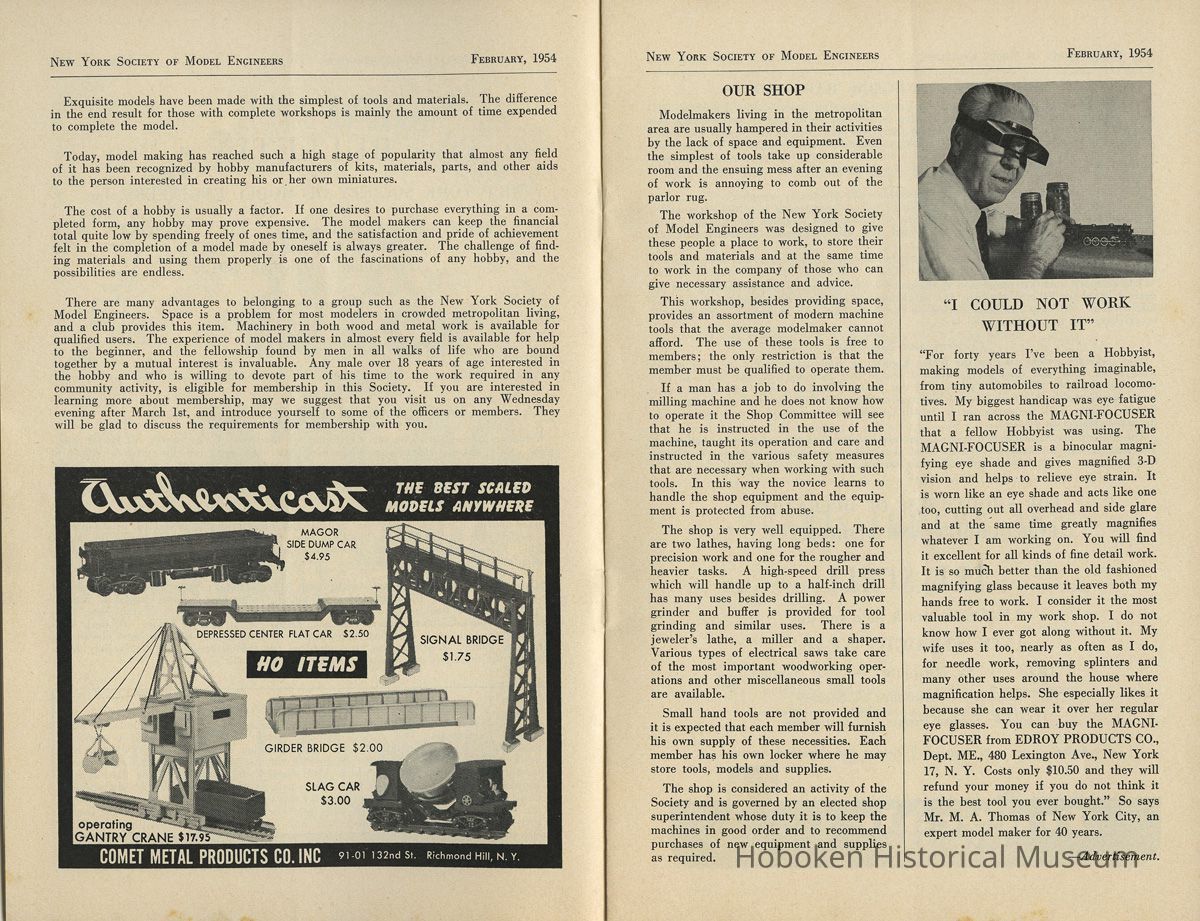 New York Society of Model Engineers
February, 1954
Exquisite models have been made with the simplest of tools and materials. The difference
in the end result for those with complete workshops is mainly the amount of time expended
to complete the model.
Today, model making has reached such a high stage of popularity that almost any field
of it has been recognized by hobby manufacturers of kits, materials, parts, and other aids
to the person interested in creating his or her own miniatures.
The cost of a hobby is usually a factor. If one desires to purchase everything in a com-
pleted form, any hobby may prove expensive. The model makers can keep the financial
total quite low by spending freely of ones time, and the satisfaction and pride of achievement
felt in the completion of a model made by oneself is always greater. The challenge of find-
ing materials and using them properly is one of the fascinations of any hobby, and the
possibilities are endless.
There are many advantages to belonging to a group such as the New York Society of
Model Engineers. Space is a problem for most modelers in crowded metropolitan living,
and a club provides this item. Machinery in both wood and metal work is available for
qualified users. The experience of model makers in almost every field is available for help
to the beginner, and the fellowship found by men in all walks of life who are bound
together by a mutual interest is invaluable. Any male over 18 years of age interested in
the hobby and who is willing to devote part of his time to the work required in any
community activity, is eligible for membership in this Society. If you are interested in
learning more about membership, may we suggest that you visit us on any Wednesday
evening after March 1st, and introduce yourself to some of the officers or members. They
will be glad to discuss the requirements for membership with you.
Authenticast
THE BEST SCALED
MODELS ANYWHERE
MAGOR
SIDE DUMP CAR
$4.95
DEPRESSED CENTER FLAT CAR $2.50
SIGNAL BRIDGE
$1.75
HO ITEMS
GIRDER BRIDGE $2.00
SLAG CAR
$3.00
operating
GANTRY CRANE $17.95
COMET METAL PRODUCTS CO. INC 91-01 132nd St. Richmond Hill, N. Y.
New York Society of Model Engineers
February, 1954
OUR SHOP
Modelmakers living in the metropolitan
area are usually hampered in their activities
by the lack of space and equipment. Even
the simplest of tools take up considerable
room and the ensuing mess after an evening
of work is annoying to comb out of the
parlor rug.
The workshop of the New York Society
of Model Engineers was designed to give
these people a place to work, to store their
tools and materials and at the same time
to work in the company of those who can
give necessary assistance and advice.
This workshop, besides providing space,
provides an assortment of modern machine
tools that the average modelmaker cannot
afford. The use of these tools is free to
members; the only restriction is that the
member must be qualified to operate them.
If a man has a job to do involving the
milling machine and he does not know how
to operate it the Shop Committee will see
that he is instructed in the use of the
machine, taught its operation and care and
instructed in the various safety measures
that are necessary when working with such
tools. In this way the novice learns to
handle the shop equipment and the equip-
ment is protected from abuse.
The shop is very well equipped. There
are two lathes, having long beds: one for
precision work and one for the rougher and
heavier tasks. A high-speed drill press
which will handle up to a half-inch drill
has many uses besides drilling. A power
grinder and buffer is provided for tool
grinding and similar uses. There is a
jeweler's lathe, a miller and a shaper.
Various types of electrical saws take care
of the most important woodworking oper-
ations and other miscellaneous small tools
are available.
Small hand tools are not provided and
it is expected that each member will furnish
his own supply of these necessities. Each
member has his own locker where he may
store tools, models and supplies.
The shop is considered an activity of the
Society and is governed by an elected shop
superintendent whose duty it is to keep the
machines in good order and to recommend
purchases of new equipment and supplies
as required.
"I COULD NOT WORK
WITHOUT IT"
"For forty years I've been a Hobbyist,
making models of everything imaginable,
from tiny automobiles to railroad locomo-
tives. My biggest handicap was eye fatigue
until I ran across the MAGNI-FOCUSER
that a fellow Hobbyist was using. The
MAGNI-FOCUSER is a binocular magni-
fying eye shade and gives magnified 3-D
vision and helps to relieve eye strain. It
is worn like an eye shade and acts like one
too, cutting out all overhead and side glare
and at the same time greatly magnifies
whatever I am working on. You will find
it excellent for all kinds of fine detail work.
It is so much better than the old fashioned
magnifying glass because it leaves both my
hands free to work. I consider it the most
valuable tool in my work shop. I do not
know how I ever got along without it. My
wife uses it too, nearly as often as I do,
for needle work, removing splinters and
many other uses around the house where
magnification helps. She especially likes it
because she can wear it over her regular
eye glasses. You can buy the MAGNI-
FOCUSER from EDROY PRODUCTS CO.,
Dept. ME., 480 Lexington Ave., New York
17, N. Y. Costs only $10.50 and they will
refund your money if you do not think it
is the best tool you ever bought." So says
Mr. M. A. Thomas of New York City, an
expert model maker for 40 years.
—Advertisement.
Hoboken Historical Museum